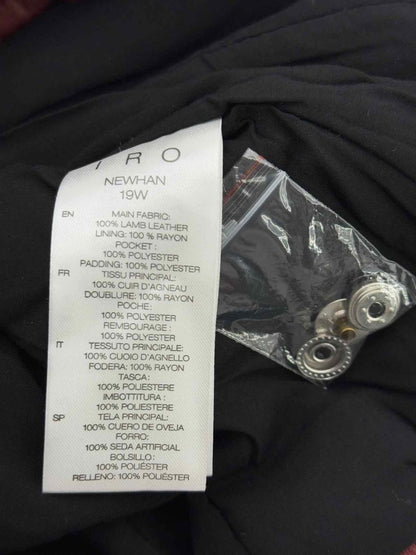 IRO
NEWHAN
19W
EN
MAIN FABRIC:
100% LAMB LEATHER
LINING: 100 % RAYON
POCKET :
100% POLYESTER
PADDING: 100% POLYESTER
FR
TISSU PRINCIPAL:
100% CUIR D'AGNEAU
DOUBLURE: 100% RAYON
POCHE:
100% POLYESTER
REMBOURAGE :
100% POLYESTER
IT
TESSUTO PRINCIPALE:
100% CUOIO D'AGNELLO
FODERA: 100% RAYON
TASCA:
100% POLIESTERE
IMBOTTITURA :
100% POLIESTERE
SP
TELA PRINCIPAL:
100% CUERO DE OVEJA
FORRO:
100% SEDA ARTIFICIAL
BOLSILLO:
100% POLIÉSTER
RELLENO: 100% POLIÉSTER